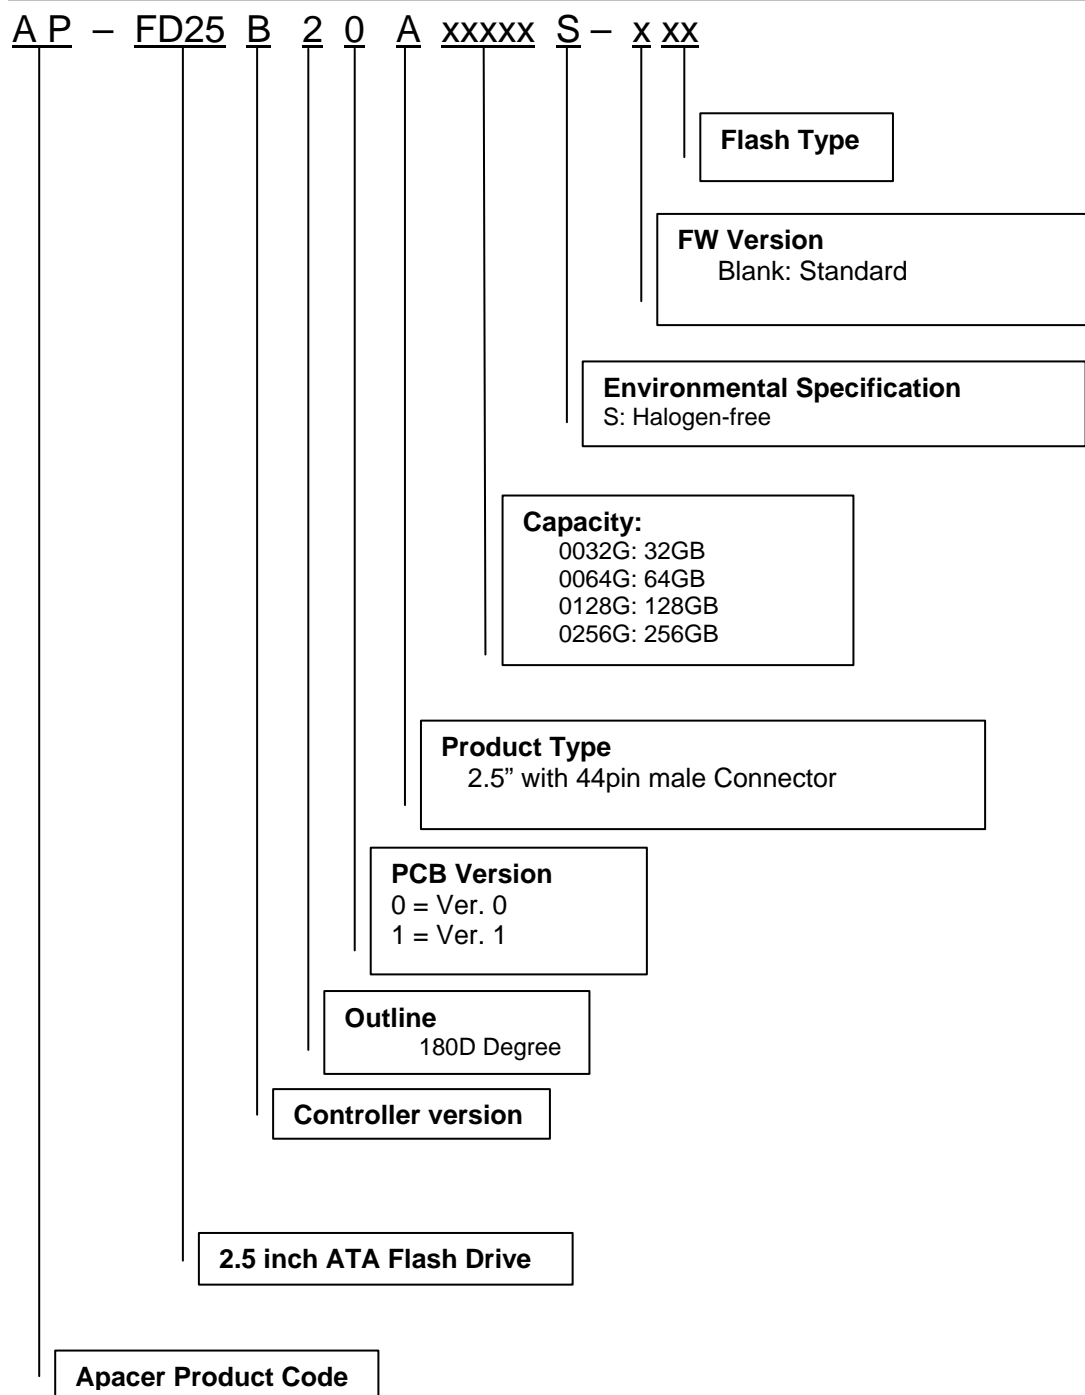 A P – FD25 B 2 0 A xxxxx S – x xx
Flash Type
FW Version
Blank: Standard
Environmental Specification
S: Halogen-free
Capacity:
0032G: 32GB
0064G: 64GB
0128G: 128GB
0256G: 256GB
Product Type
2.5” with 44pin male Connector
PCB Version
0 = Ver. 0
1 = Ver. 1
Outline
180D Degree
Controller version
2.5 inch ATA Flash Drive
Apacer Product Code